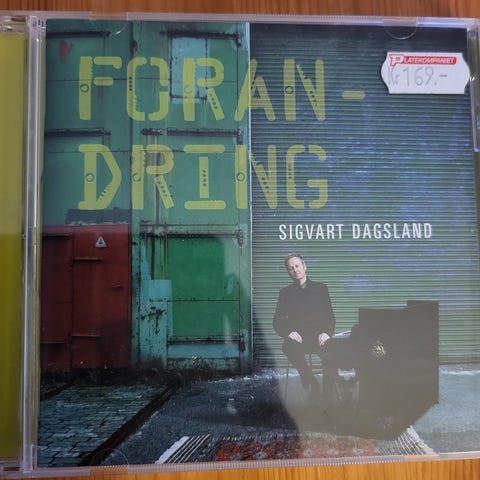 FORAN-
DRING
SIGVART DAGSLAND
PLATEKOMPANIET
Kr 169.-